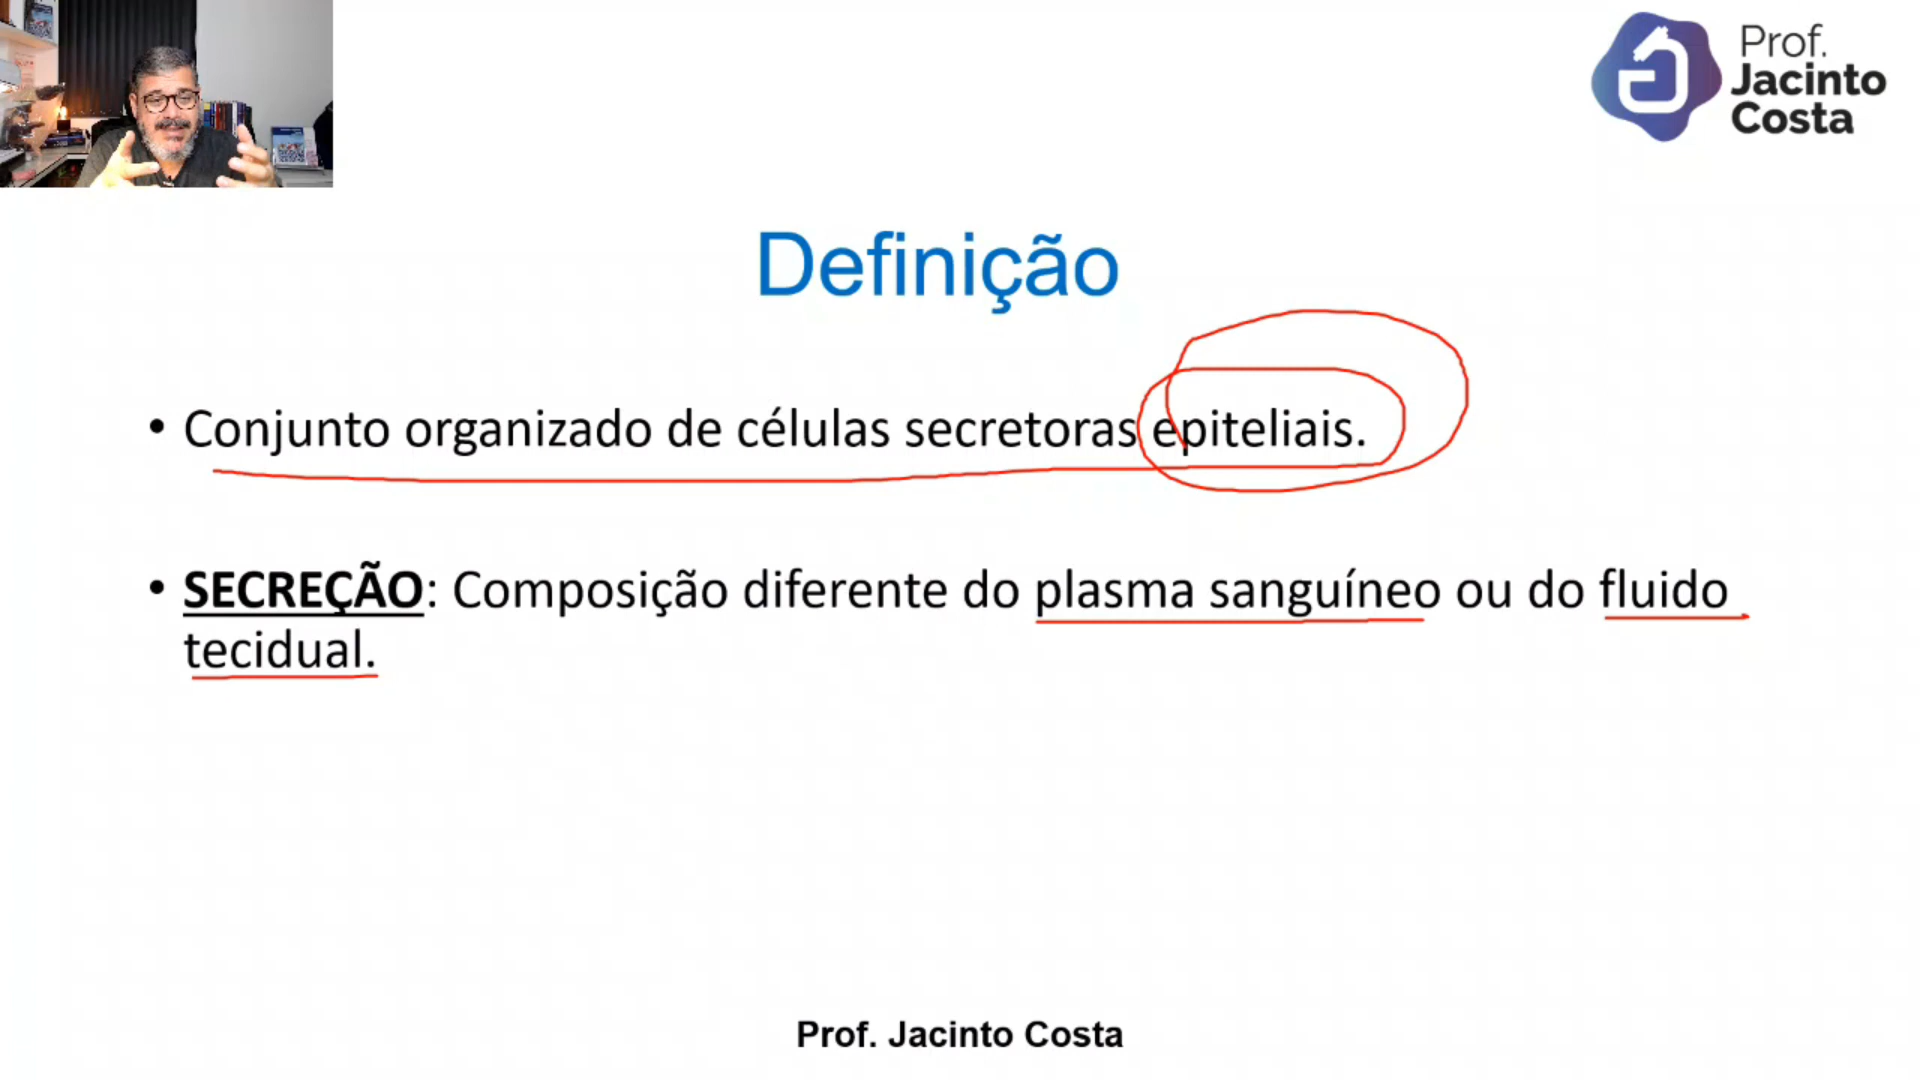 Prof.
Jacinto
Costa
Definição
• Conjunto organizado de células secretoras epiteliais.
• SECREÇÃO: Composição diferente do plasma sanguíneo ou do fluido
tecidual.
Prof. Jacinto Costa